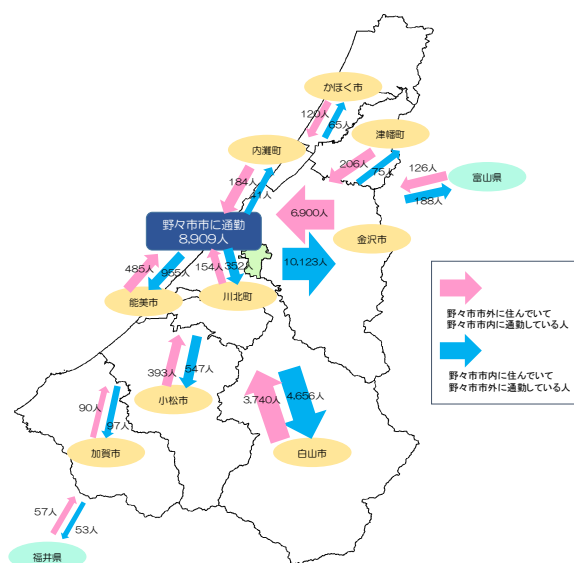 かほく市
120人
65人
津幡町
内灘町
206人
75人
126人
富山県
188人
184人
41人
6.900人
野々市市に通勤
8,909人
金沢市
10.123人
485人
955人
154人
352人
能美市
川北町
野々市市外に住んでいて
野々市市内に通勤している人
野々市市内に住んでいて
野々市市外に通勤している人
393人
547人
小松市
3.740人
4.656人
90人
97人
加賀市
白山市
57人
53人
福井県